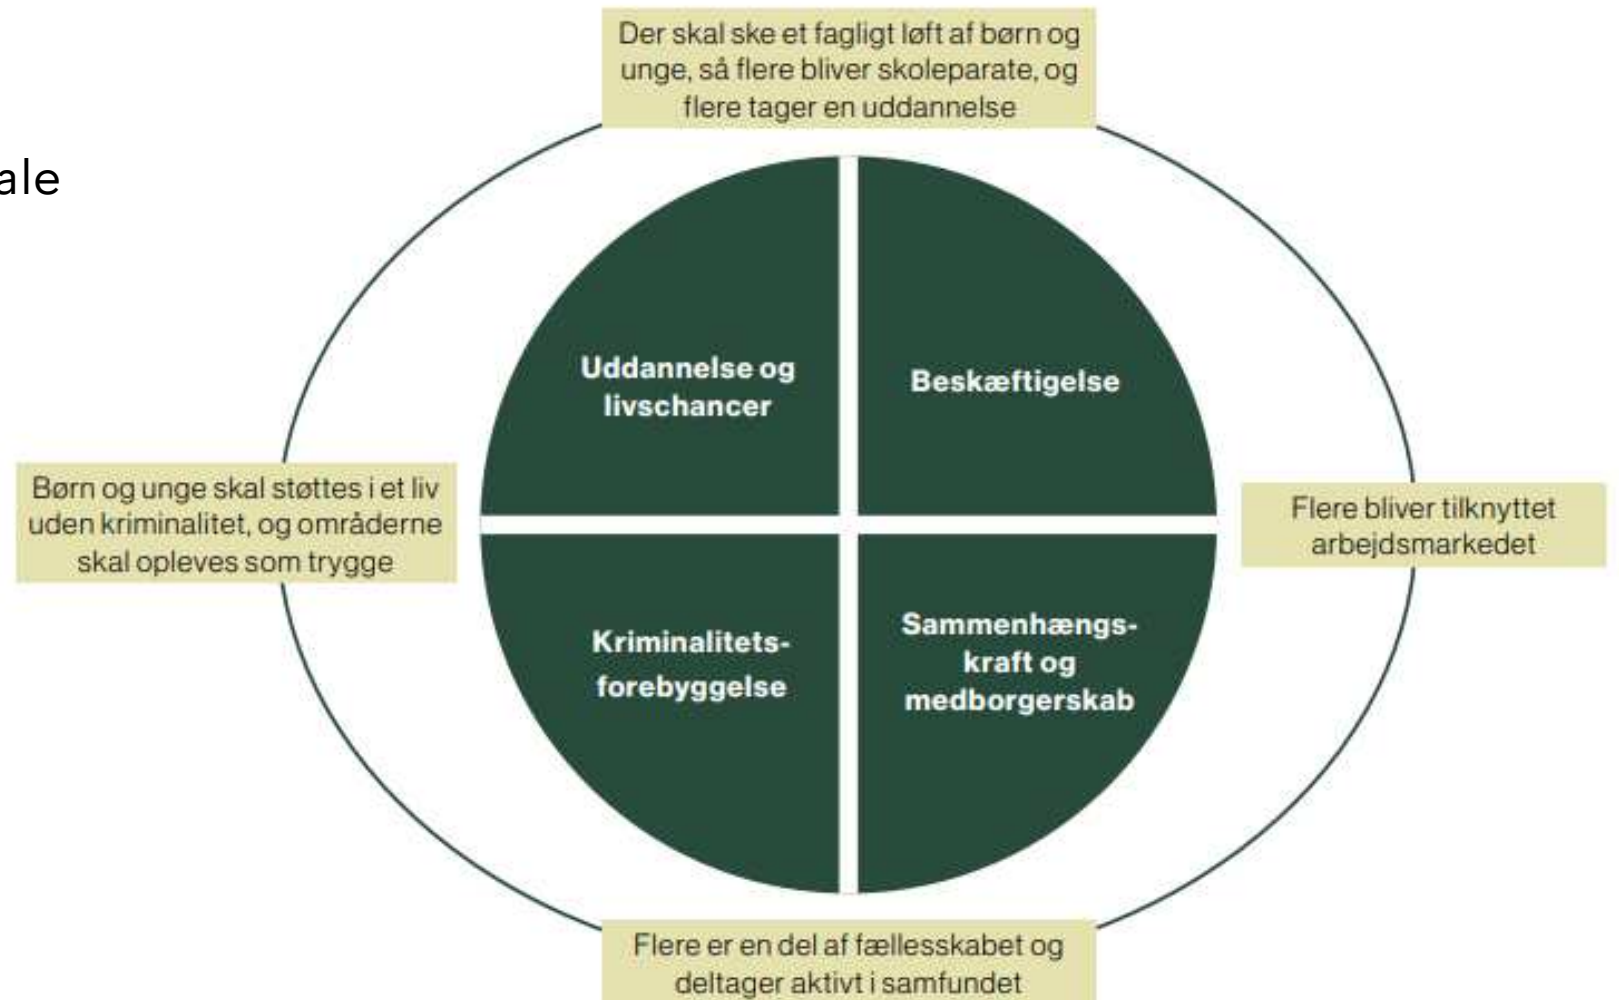 Der skal ske et fagligt løft af børn og
unge, så flere bliver skoleparate, og
flere tager en uddannelse
ale
Uddannelse og
livschancer
Beskæftigelse
Børn og unge skal støttes i et liv
uden kriminalitet, og områderne
skal opleves som trygge
Flere bliver tilknyttet
arbejdsmarkedet
Kriminalitets-
forebyggelse
Sammenhængs-
kraft og
medborgerskab
Flere er en del af fællesskabet og
deltager aktivt i samfundet